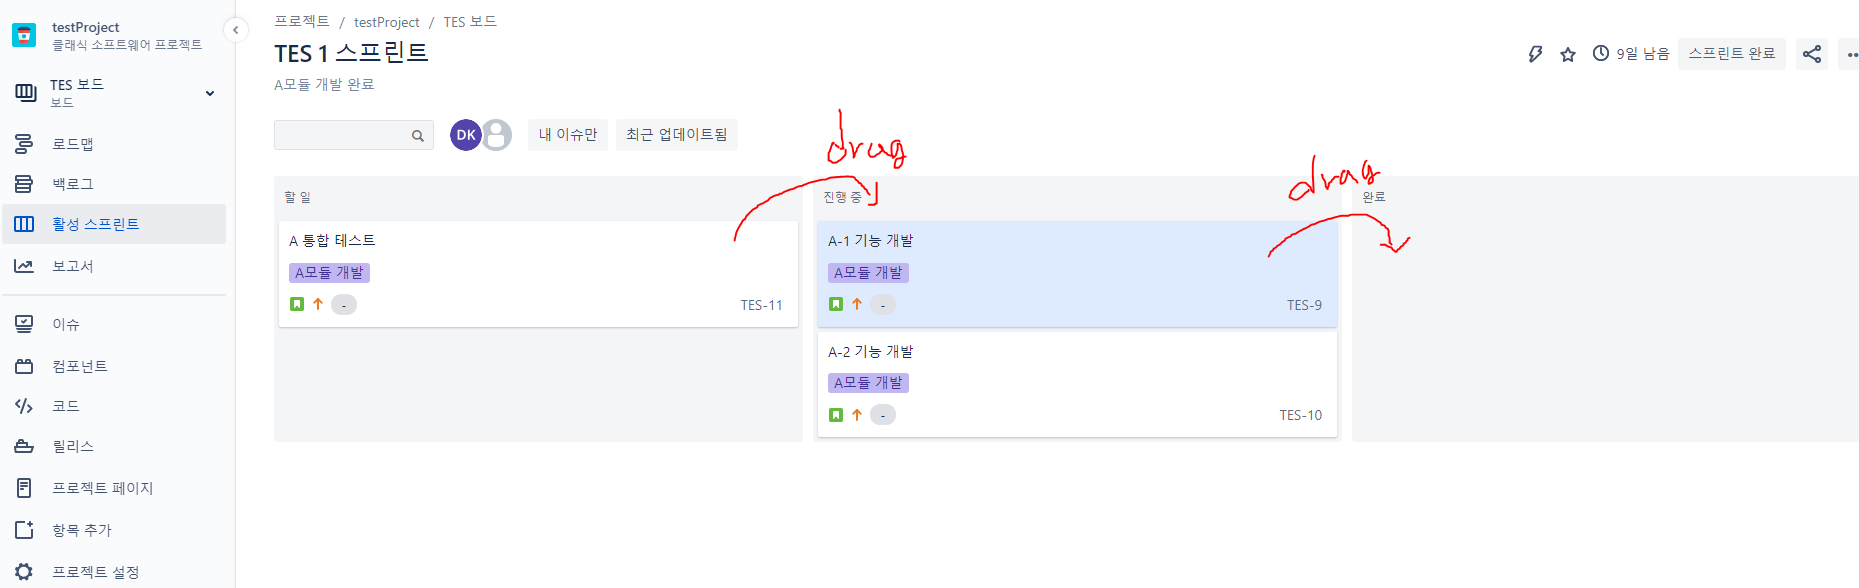 testProject
클래식 소프트웨어 프로젝트
TES 보드
보드
로드맵
백로그
활성 스프린트
보고서
이슈
컴포넌트
코드
릴리스
프로젝트 페이지
항목 추가
프로젝트 설정
프로젝트 / testProject / TES 보드
TES 1 스프린트
A모듈 개발 완료
9일 남음
스프린트 완료
DK
내 이슈만
최근 업데이트됨
drag
drag
할 일
A 통합 테스트
A모듈 개발
-
TES-11
진행 중
A-1 기능 개발
A모듈 개발
-
TES-9
A-2 기능 개발
A모듈 개발
-
TES-10
완료